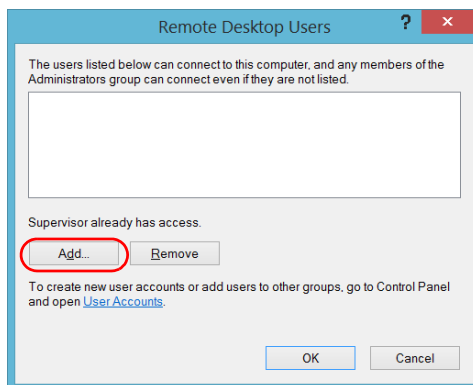 Remote Desktop Users
?
×
The users listed below can connect to this computer, and any members of the
Administrators group can connect even if they are not listed.
Supervisor already has access.
Add... Remove
To create new user accounts or add users to other groups, go to Control Panel
and open User Accounts.
OK Cancel